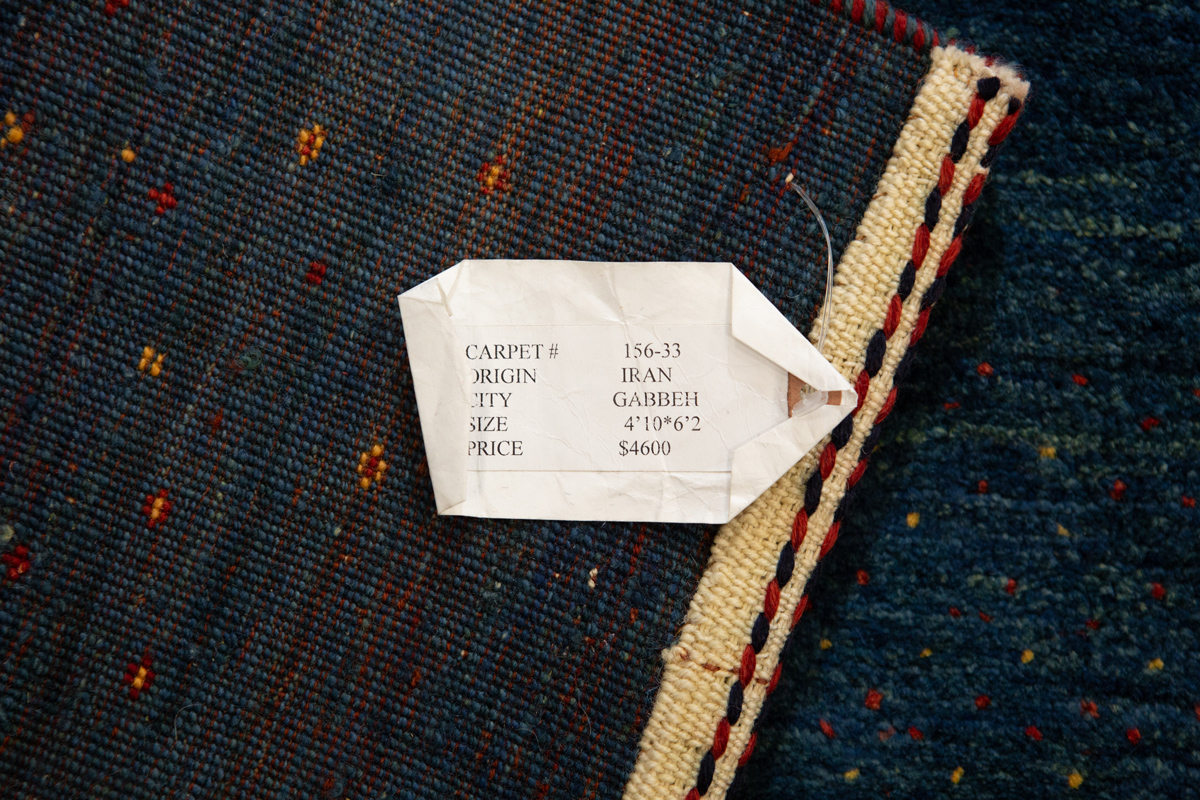 CARPET # 156-33
ORIGIN IRAN
CITY GABBEH
SIZE 4'10*6'2
PRICE $4600